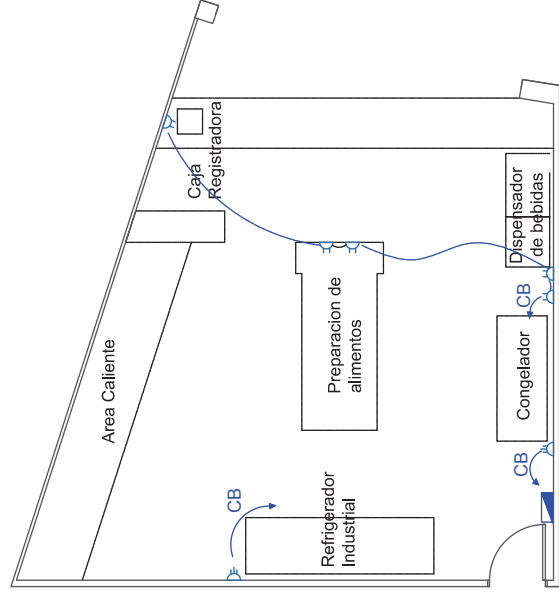 Caja
Registradora
Area Caliente
Dispensador
de bebidas
CB
Preparacion de
alimentos
Congelador
CB
CB
Refrigerador
Industrial